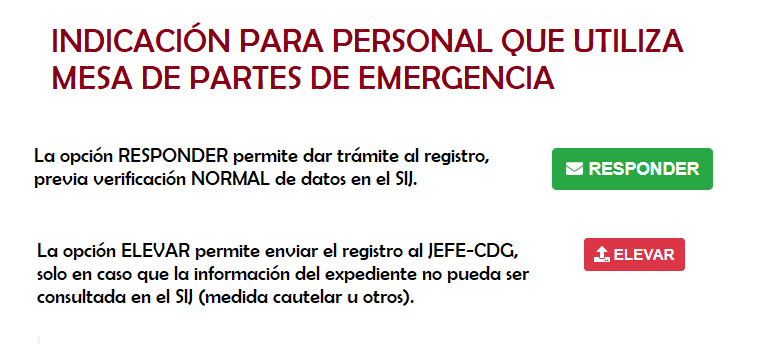 INDICACIÓN PARA PERSONAL QUE UTILIZA
MESA DE PARTES DE EMERGENCIA
La opción RESPONDER permite dar trámite al registro,
previa verificación NORMAL de datos en el SIJ.
RESPONDER
La opción ELEVAR permite enviar el registro al JEFE-CDG,
solo en caso que la información del expediente no pueda ser
consultada en el SIJ (medida cautelar u otros).
ELEVAR